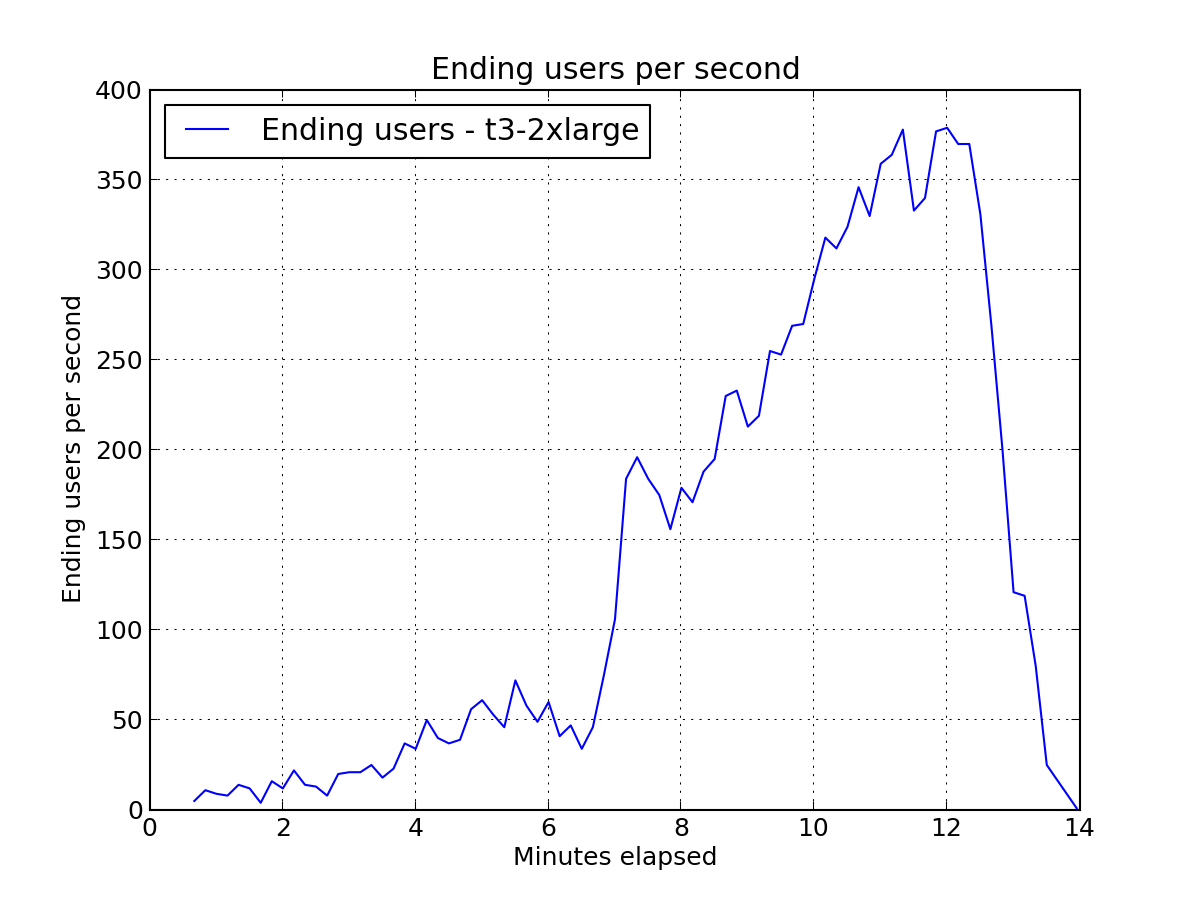 Ending users per second
Ending users - t3-2xlarge
400
350
300
250
200
150
100
50
0
Ending users per second
0 2 4 6 8 10 12 14
Minutes elapsed